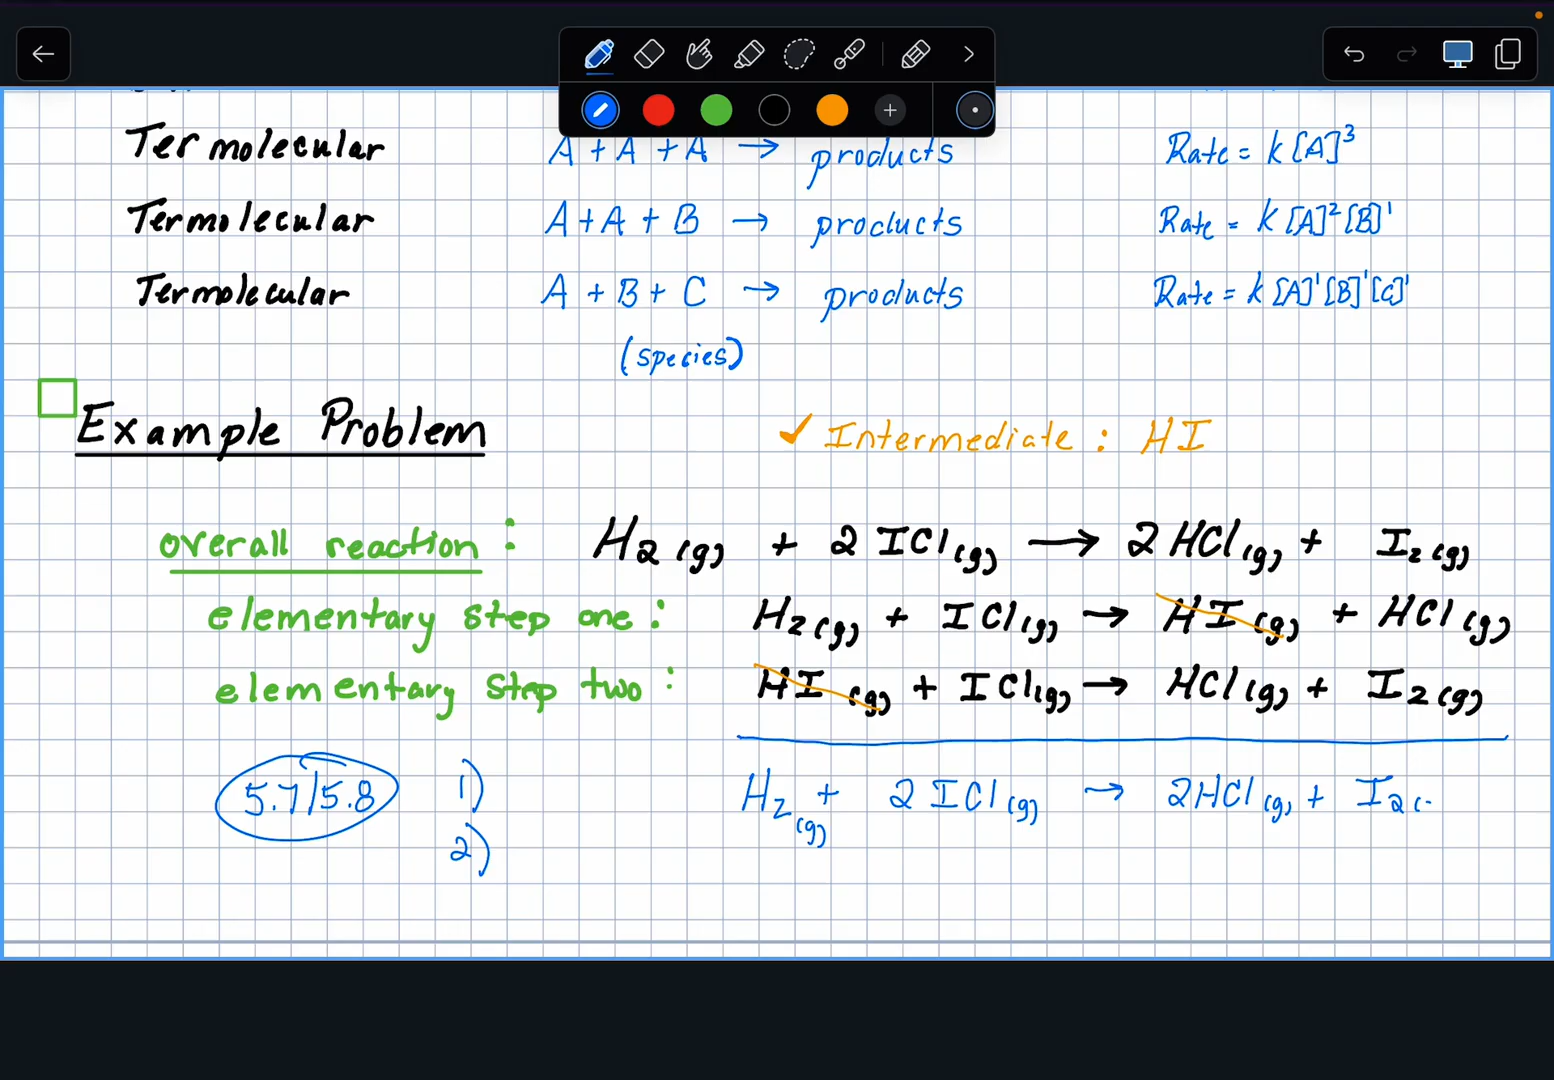 Termolecular A + A + A → products Rate = k[A]³
Termolecular A + A + B → products Rate = k[A]²[B]¹
Termolecular A + B + C → products Rate = k[A]¹[B]¹[C]¹
(species)
Example Problem
✓ Intermediate : HI
overall reaction : H₂(g) + 2 ICl(g) → 2 HCl(g) + I₂(g)
elementary step one : H₂(g) + ICl(g) → HI(g) + HCl(g)
elementary step two : HI(g) + ICl(g) → HCl(g) + I₂(g)
5.7/5.8 1) H₂(g) + 2 ICl(g) → 2HCl(g) + I₂(
2)